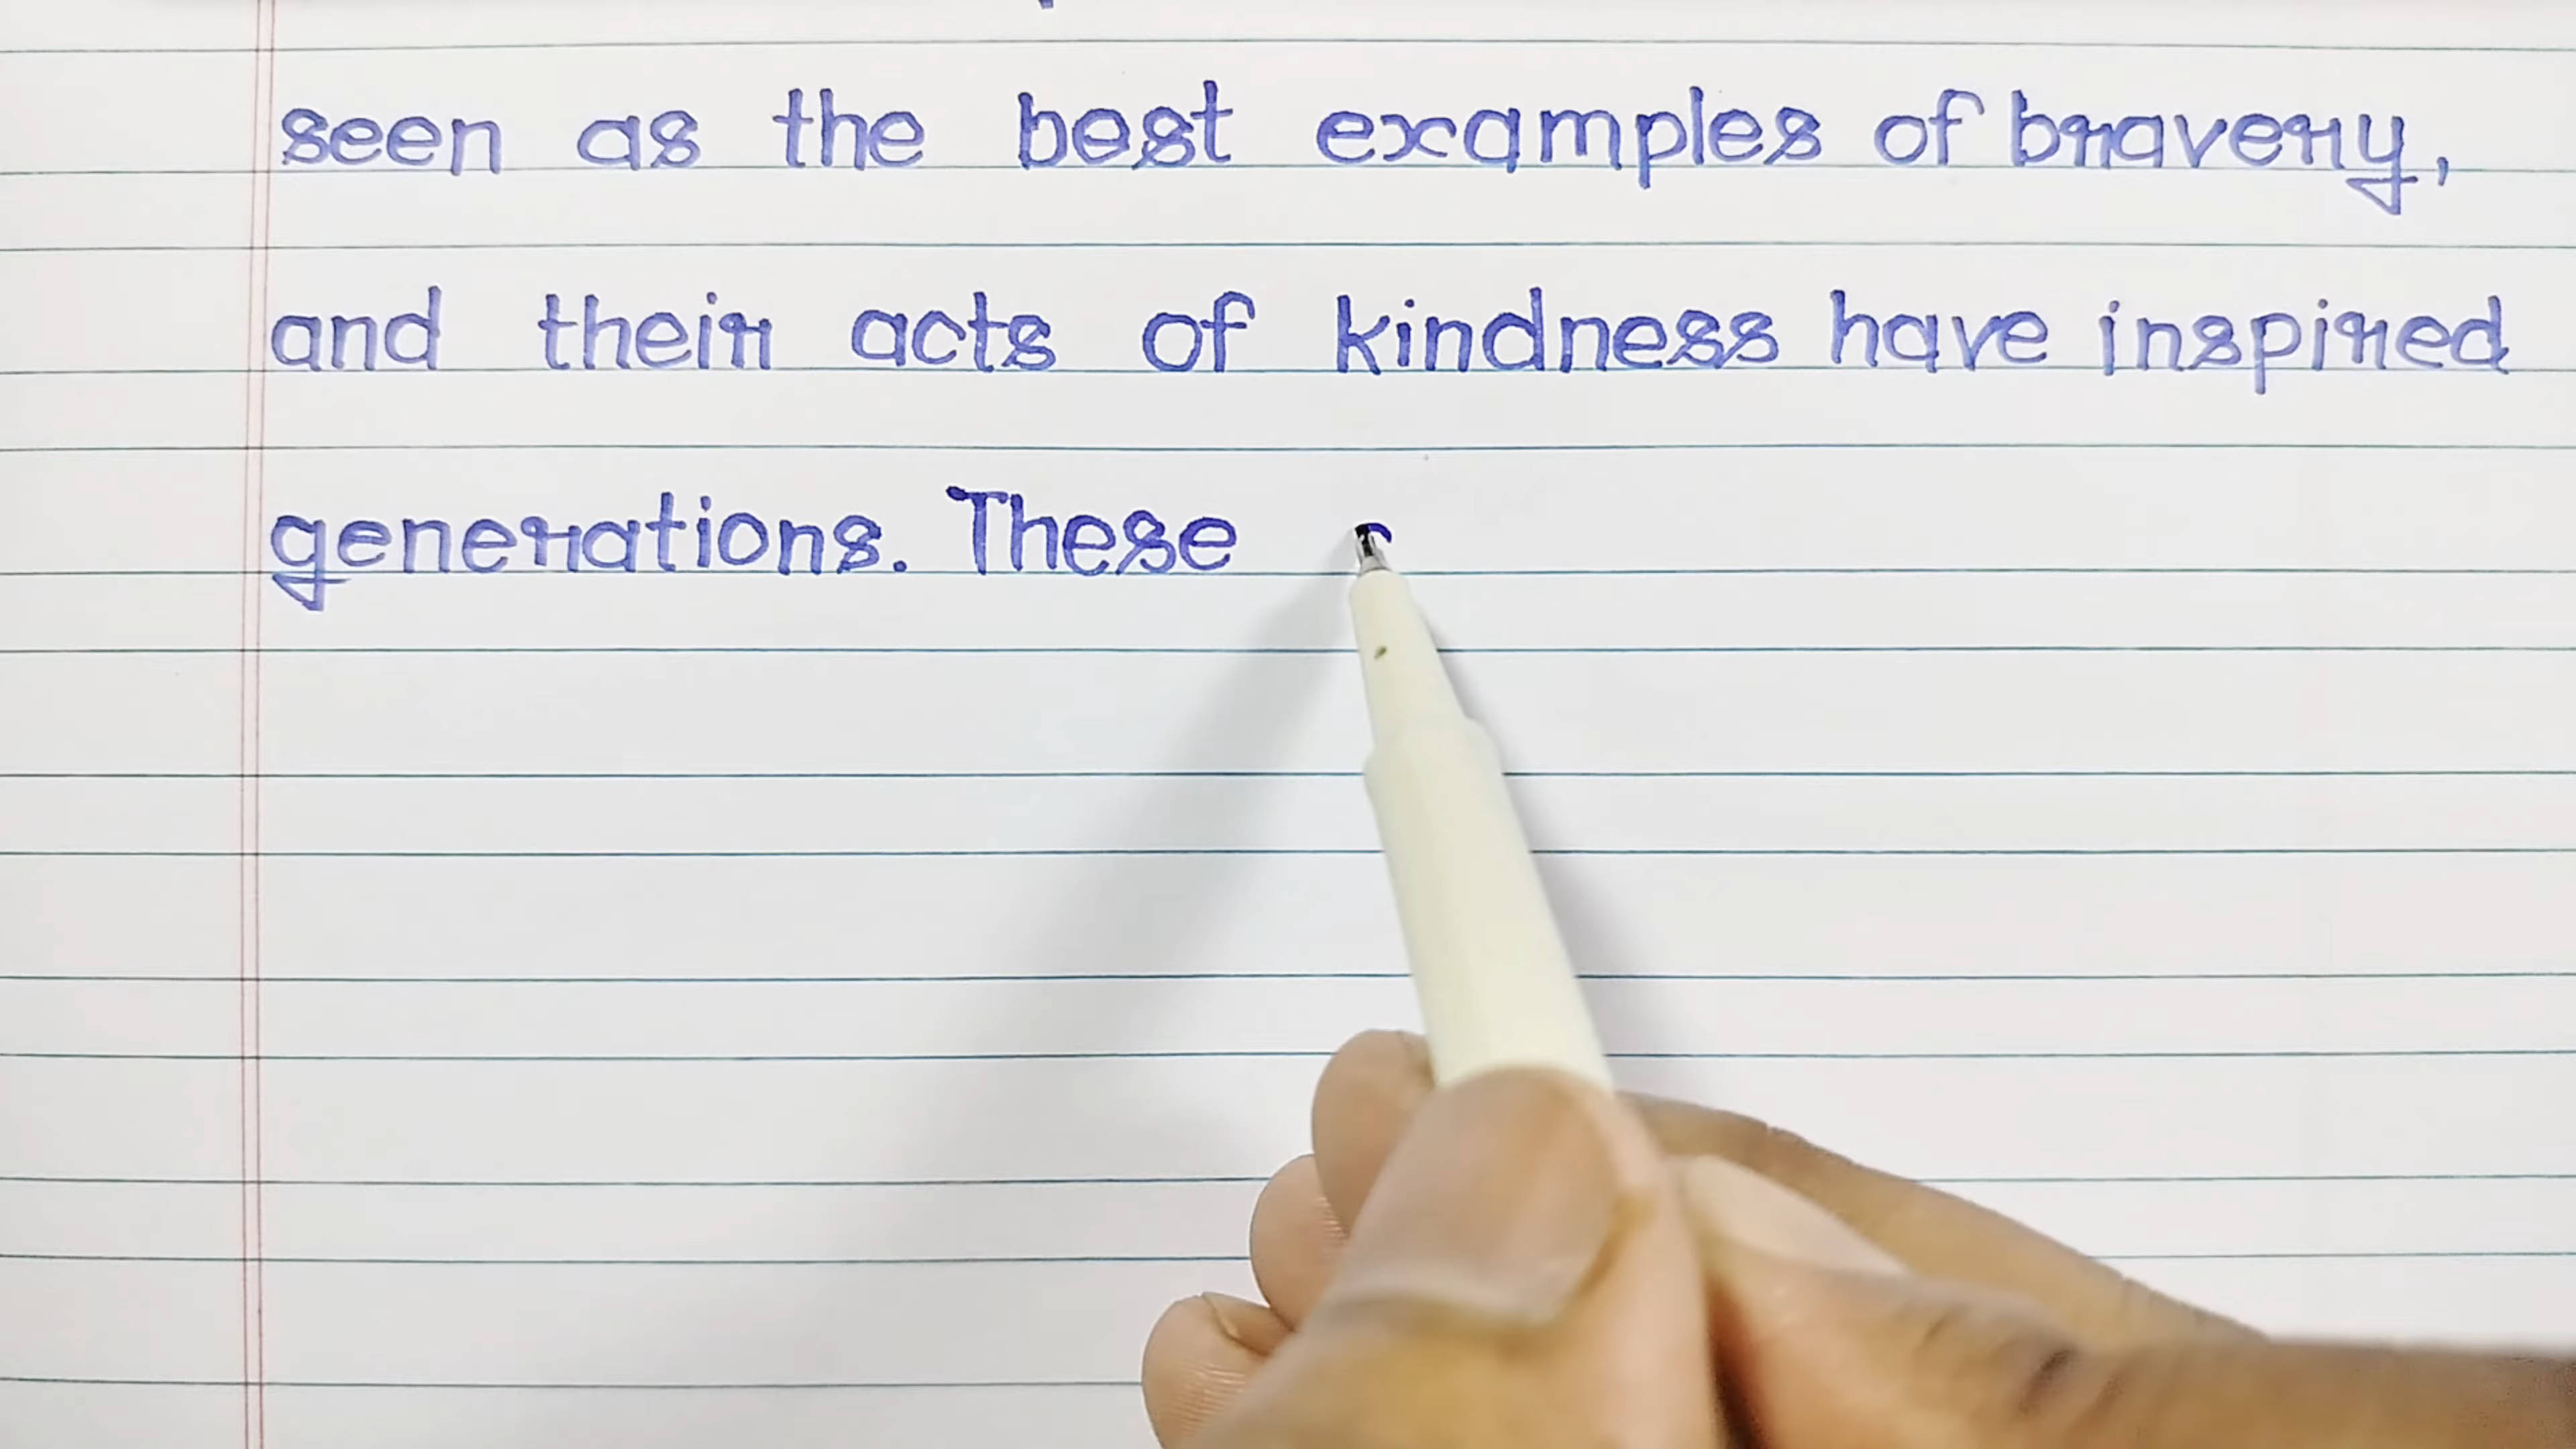 seen as the best examples of bravery,
and their acts of kindness have inspired
generations. These